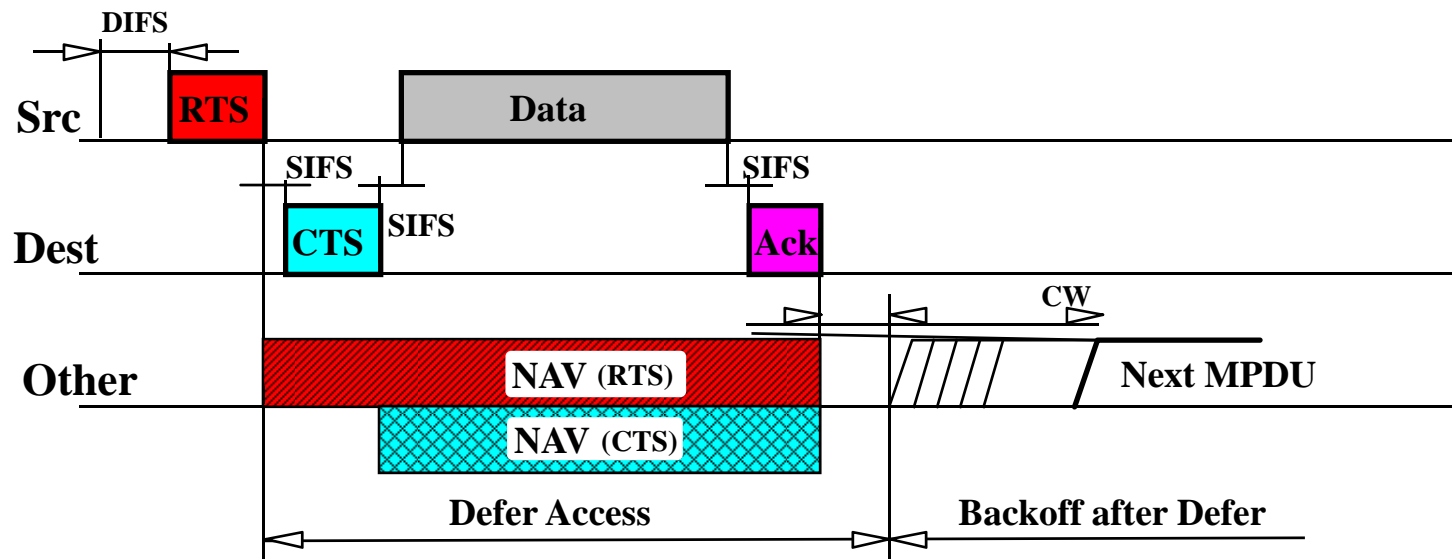 DIFS
Src
RTS
Data
SIFS
SIFS
Dest
CTS
SIFS
Ack
CW
Other
NAV (RTS)
Next MPDU
NAV (CTS)
Defer Access
Backoff after Defer